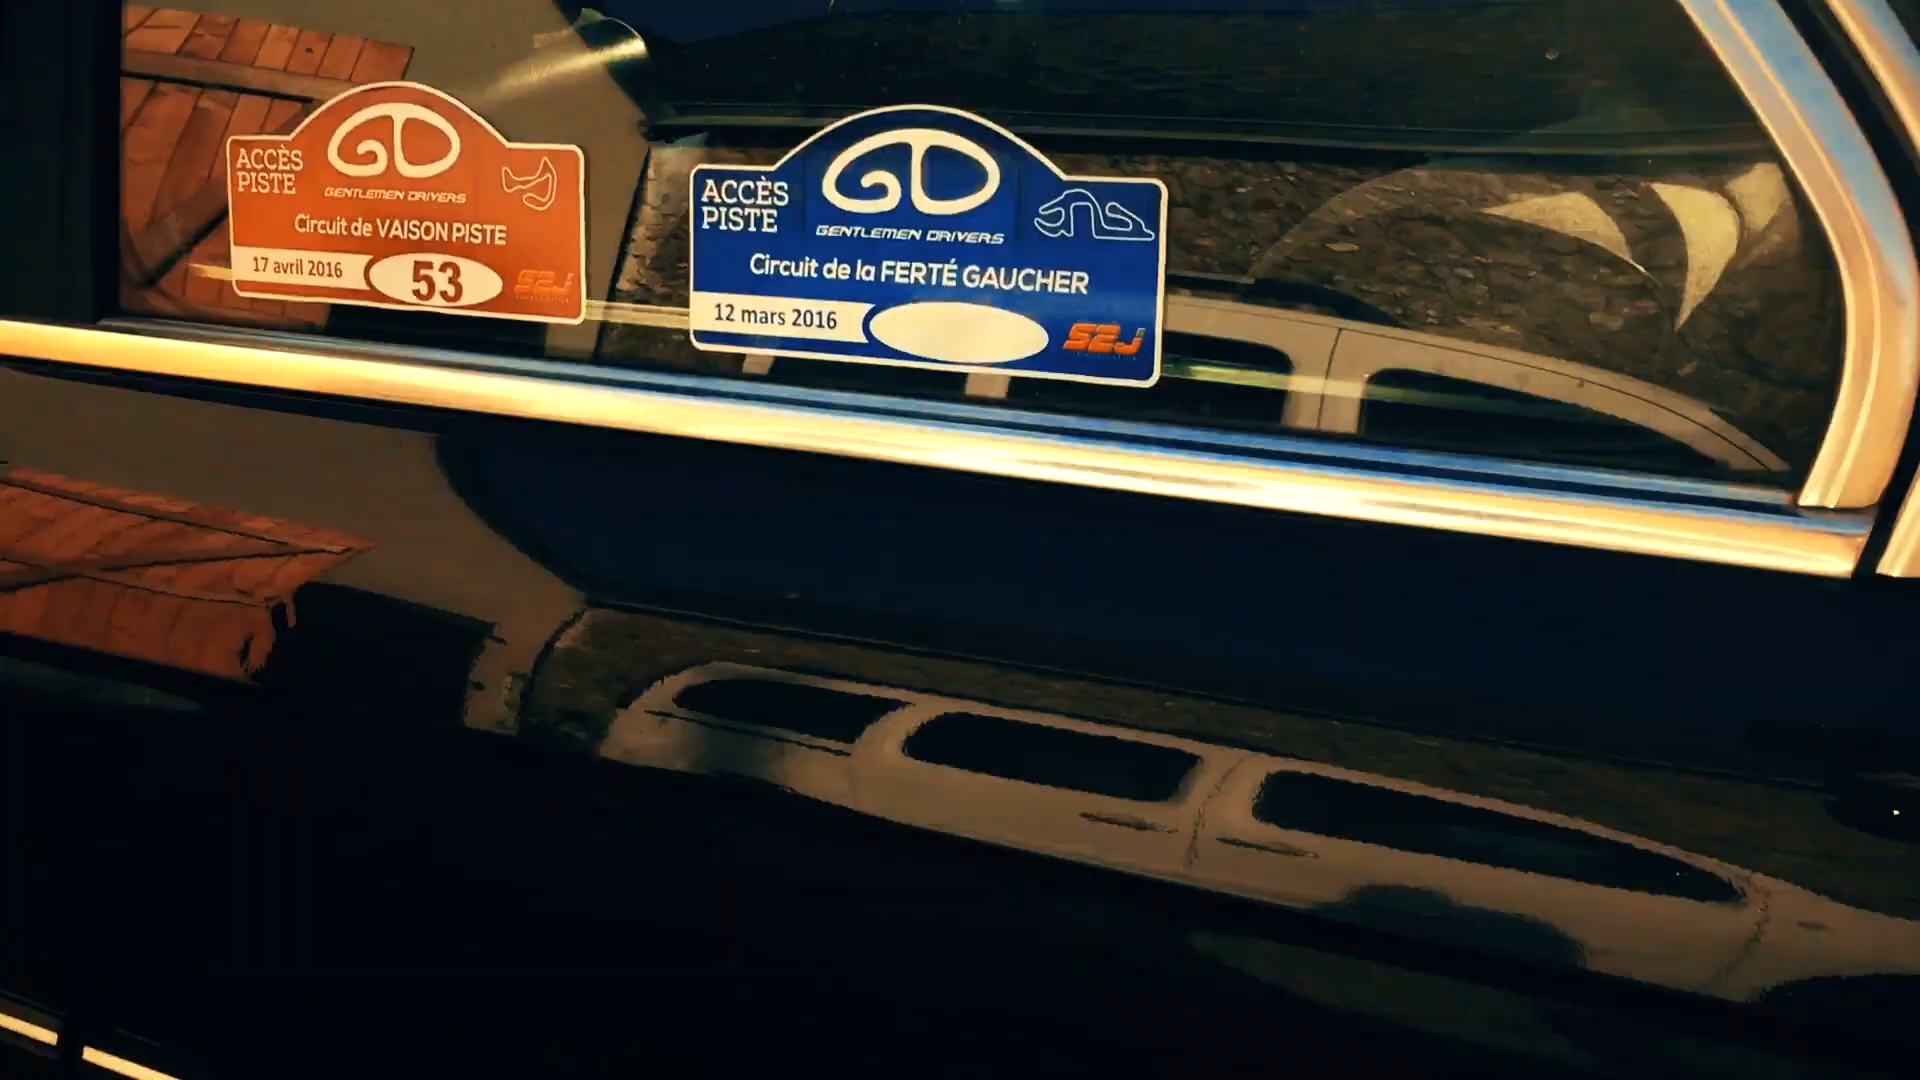 ACCÈS
PISTE
GD
GENTLEMEN DRIVERS
Circuit de VAISON PISTE
17 avril 2016
53
S2J
ACCÈS
PISTE
GD
GENTLEMEN DRIVERS
Circuit de la FERTÉ GAUCHER
12 mars 2016
S2J